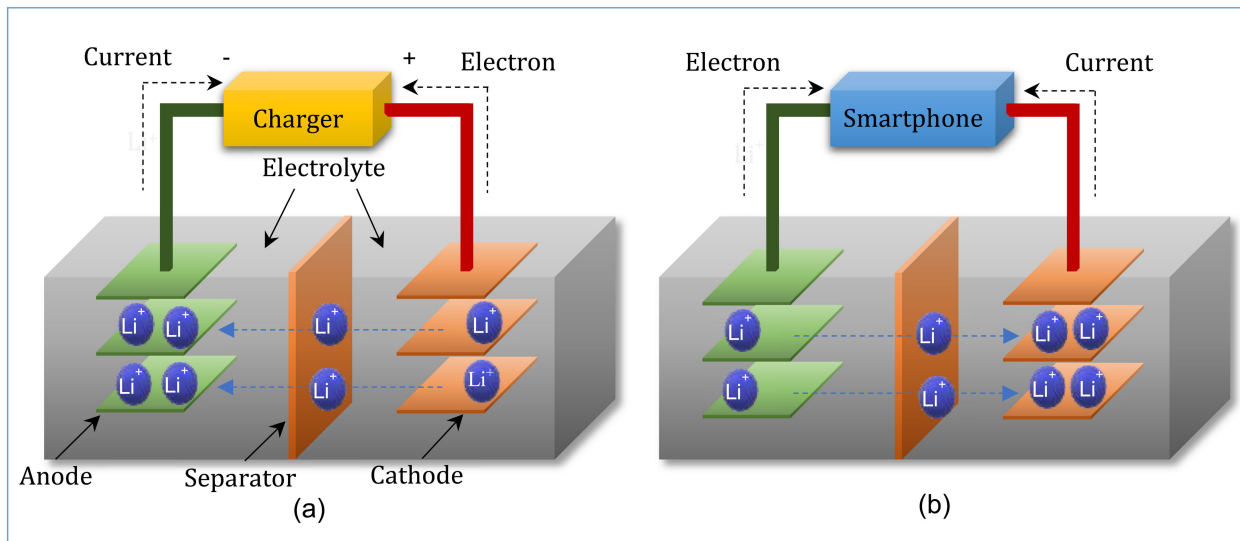 Current
-
+
Electron
Charger
Electrolyte
Li+
Li+
Li+
Li+
Li+
Li+
Li+
Li+
Li+
Anode
Separator
Cathode
(a)
Electron
Current
Smartphone
Li+
Li+
Li+
Li+
Li+
Li+
Li+
Li+
Li+
(b)